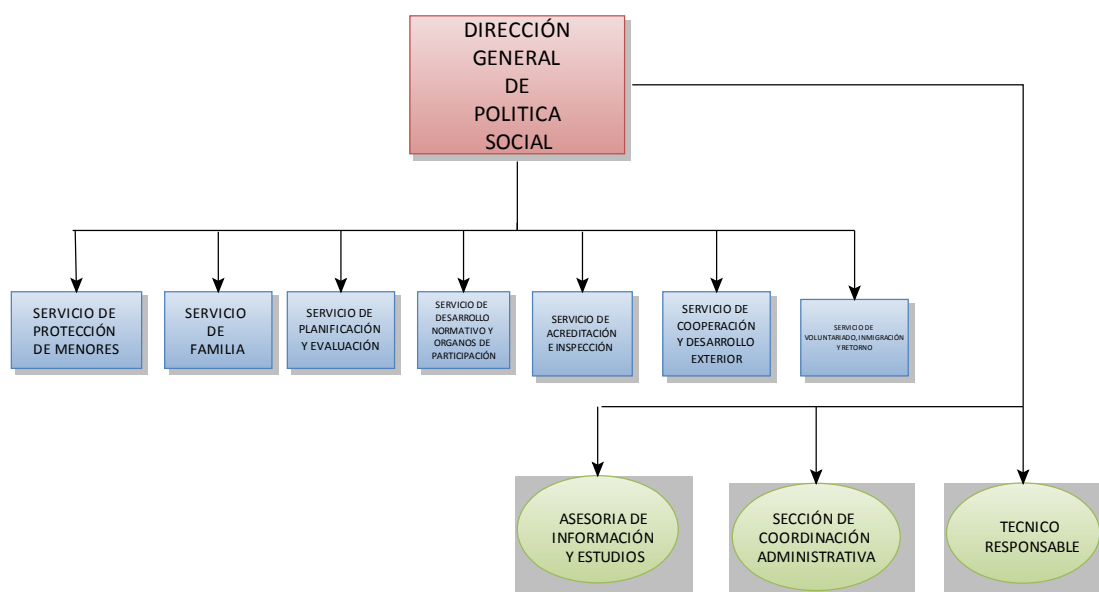 DIRECCIÓN
GENERAL
DE
POLITICA
SOCIAL
SERVICIO DE
PROTECCIÓN
DE MENORES
SERVICIO
DE
FAMILIA
SERVICIO DE
PLANIFICACIÓN
Y EVALUACIÓN
SERVICIO DE
DESARROLLO
NORMATIVO Y
ORGANOS DE
PARTICIPACIÓN
SERVICIO DE
ACREDITACIÓN
E INSPECCIÓN
SERVICIO DE
COOPERACIÓN
Y DESARROLLO
EXTERIOR
SERVICIO DE
VOLUNTARIADO, INMIGRACIÓN
Y RETORNO
ASESORIA DE
INFORMACIÓN
Y ESTUDIOS
SECCIÓN DE
COORDINACIÓN
ADMINISTRATIVA
TECNICO
RESPONSABLE